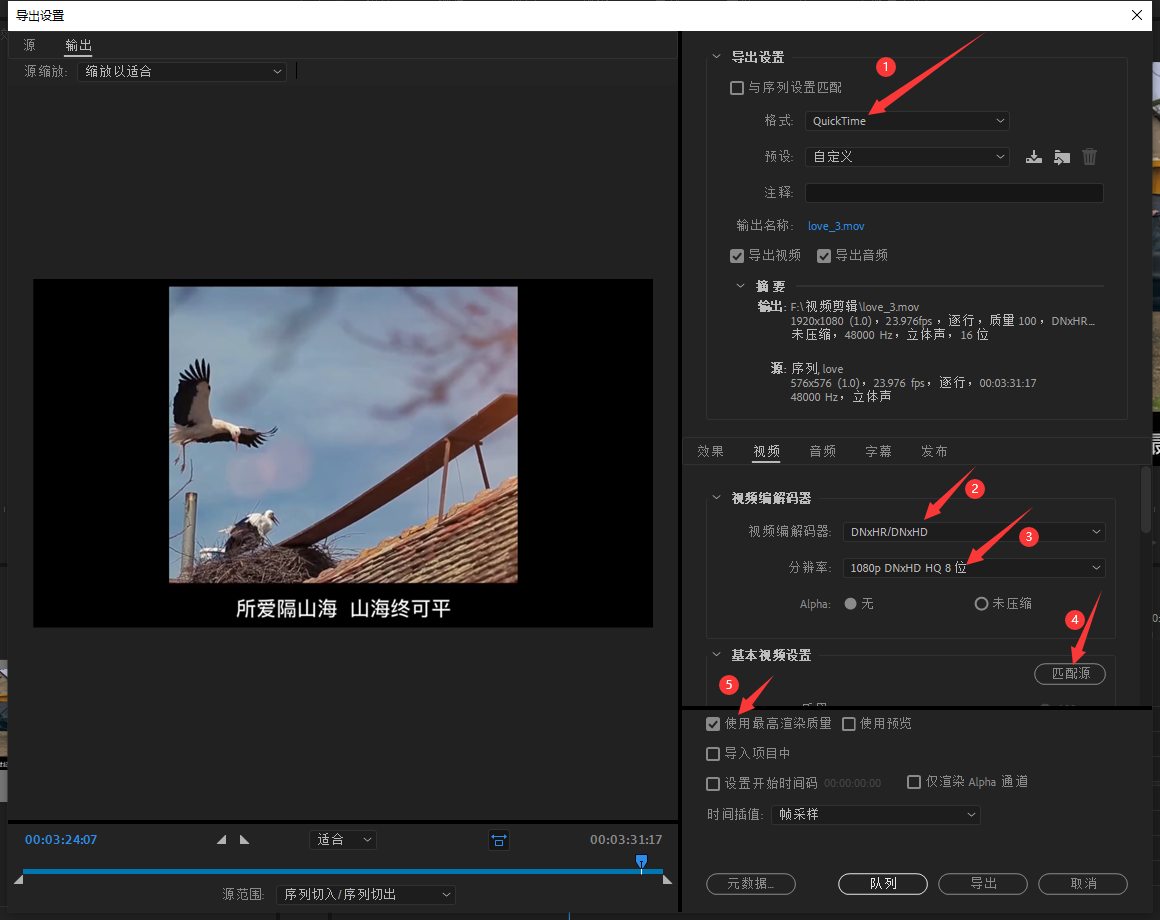 导出设置
源
输出
源缩放:
缩放以适合
所爱隔山海 山海终可平
00:03:24:07
适合
00:03:31:17
源范围:
序列切入/序列切出
导出设置
1
与序列设置匹配
格式:
QuickTime
预设:
自定义
注释:
输出名称:
love_3.mov
导出视频
导出音频
摘要
输出: F:\视频剪辑\love_3.mov
1920x1080 (1.0)，23.976fps ，逐行，质量 100 ，DNxHR...
未压缩，48000 Hz，立体声，16 位
源: 序列, love
576x576 (1.0)，23.976 fps，逐行，00:03:31:17
48000 Hz，立体声
效果
视频
音频
字幕
发布
视频编解码器
2
视频编解码器:
DNxHR/DNxHD
3
分辨率:
1080p DNxHD HQ 8 位
Alpha:
无
未压缩
4
基本视频设置
匹配源
5
使用最高渲染质量
使用预览
导入项目中
设置开始时间码
00:00:00:00
仅渲染 Alpha 通道
时间插值:
帧采样
元数据...
队列
导出
取消